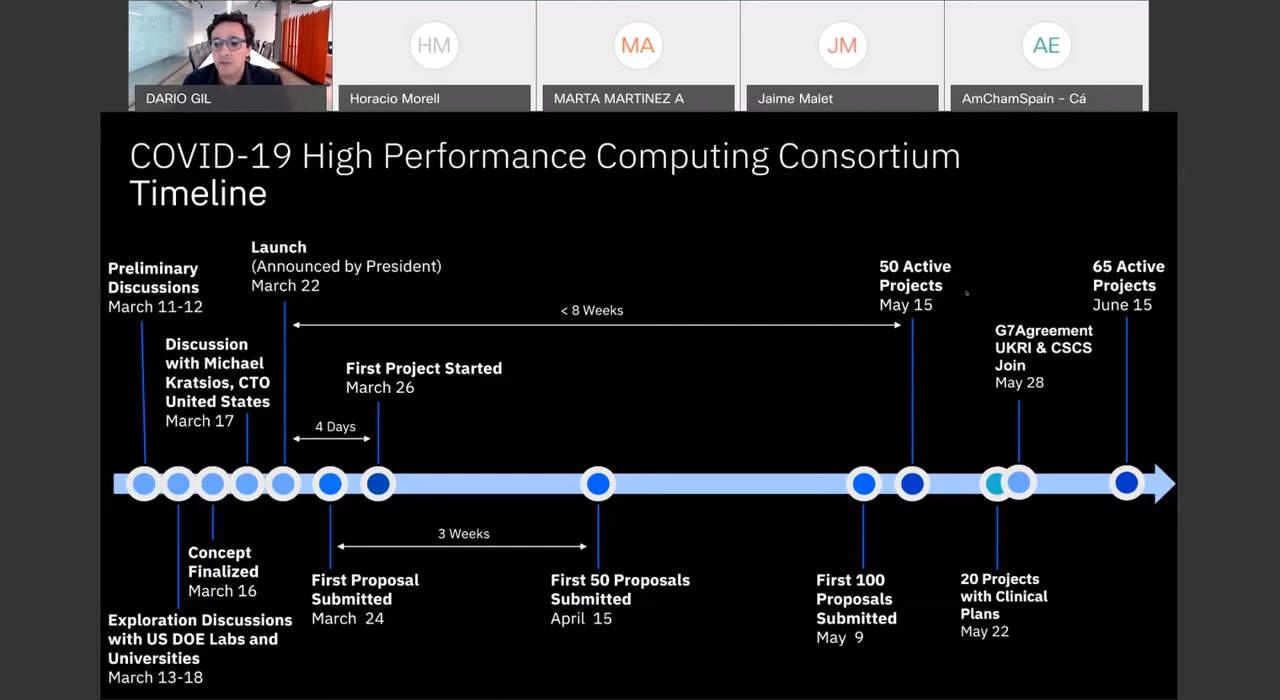 HM
MA
JM
AE
DARIO GIL
Horacio Morell
MARTA MARTINEZ A
Jaime Malet
AmChamSpain - Cá
COVID-19 High Performance Computing Consortium
Timeline
Preliminary
Discussions
March 11-12
Launch
(Announced by President)
March 22
50 Active
Projects
May 15
65 Active
Projects
June 15
< 8 Weeks
Discussion
with Michael
Kratsios, CTO
United States
March 17
First Project Started
March 26
G7Agreement
UKRI & CSCS
Join
May 28
4 Days
3 Weeks
Concept
Finalized
March 16
Exploration Discussions
with US DOE Labs and
Universities
March 13-18
First Proposal
Submitted
March 24
First 50 Proposals
Submitted
April 15
First 100
Proposals
Submitted
May 9
20 Projects
with Clinical
Plans
May 22